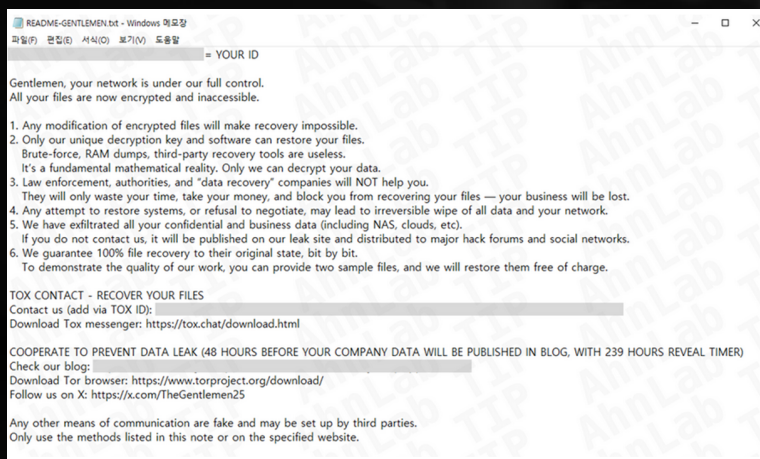 README-GENTLEMEN.txt - Windows 메모장
파일(F) 편집(E) 서식(O) 보기(V) 도움말
= YOUR ID
Gentlemen, your network is under our full control.
All your files are now encrypted and inaccessible.
1. Any modification of encrypted files will make recovery impossible.
2. Only our unique decryption key and software can restore your files.
Brute-force, RAM dumps, third-party recovery tools are useless.
It's a fundamental mathematical reality. Only we can decrypt your data.
3. Law enforcement, authorities, and “data recovery” companies will NOT help you.
They will only waste your time, take your money, and block you from recovering your files — your business will be lost.
4. Any attempt to restore systems, or refusal to negotiate, may lead to irreversible wipe of all data and your network.
5. We have exfiltrated all your confidential and business data (including NAS, clouds, etc).
If you do not contact us, it will be published on our leak site and distributed to major hack forums and social networks.
6. We guarantee 100% file recovery to their original state, bit by bit.
To demonstrate the quality of our work, you can provide two sample files, and we will restore them free of charge.
TOX CONTACT - RECOVER YOUR FILES
Contact us (add via TOX ID):
Download Tox messenger: https://tox.chat/download.html
COOPERATE TO PREVENT DATA LEAK (48 HOURS BEFORE YOUR COMPANY DATA WILL BE PUBLISHED IN BLOG, WITH 239 HOURS REVEAL TIMER)
Check our blog:
Download Tor browser: https://www.torproject.org/download/
Follow us on X: https://x.com/TheGentlemen25
Any other means of communication are fake and may be set up by third parties.
Only use the methods listed in this note or on the specified website.
AhnLab TIP